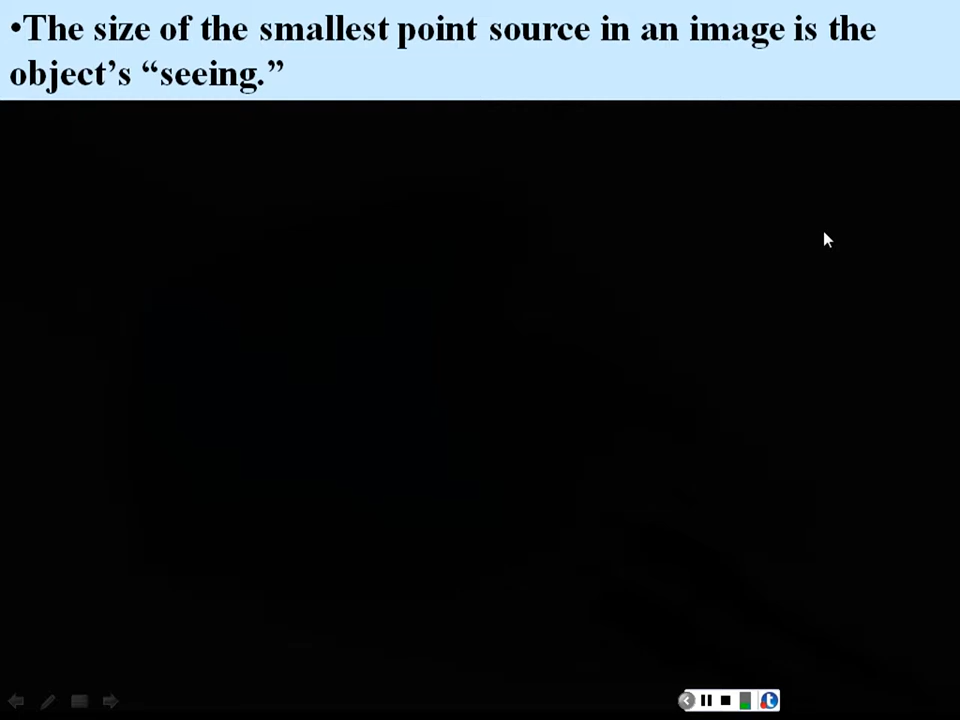 •The size of the smallest point source in an image is the
object’s “seeing.”